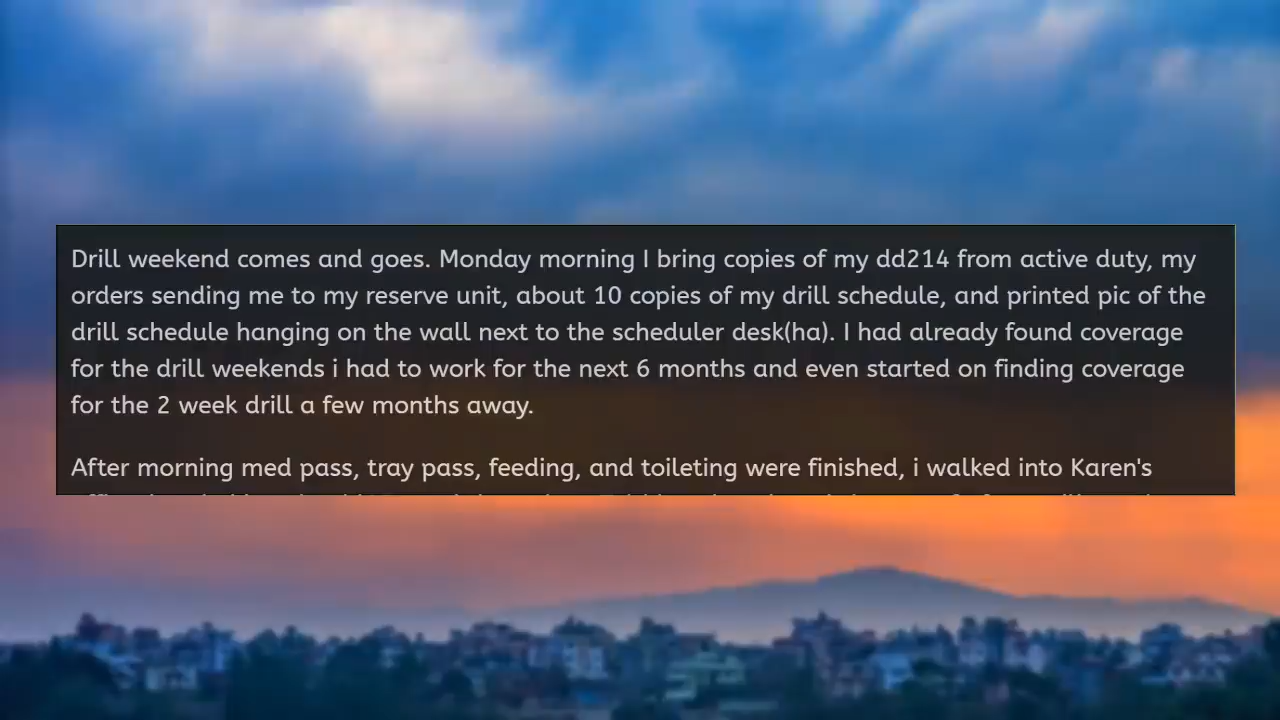 Drill weekend comes and goes. Monday morning I bring copies of my dd214 from active duty, my
orders sending me to my reserve unit, about 10 copies of my drill schedule, and printed pic of the
drill schedule hanging on the wall next to the scheduler desk(ha). I had already found coverage
for the drill weekends i had to work for the next 6 months and even started on finding coverage
for the 2 week drill a few months away.
After morning med pass, tray pass, feeding, and toileting were finished, i walked into Karen's